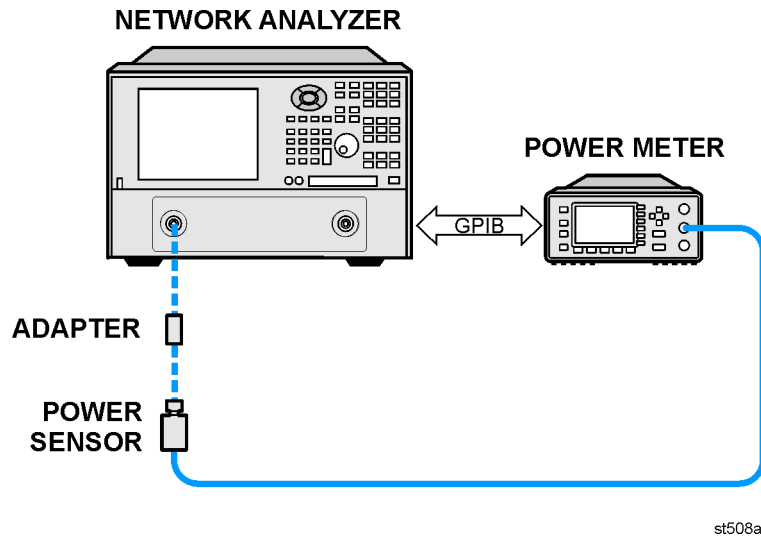 NETWORK ANALYZER
POWER METER
GPIB
ADAPTER
POWER
SENSOR
st508a